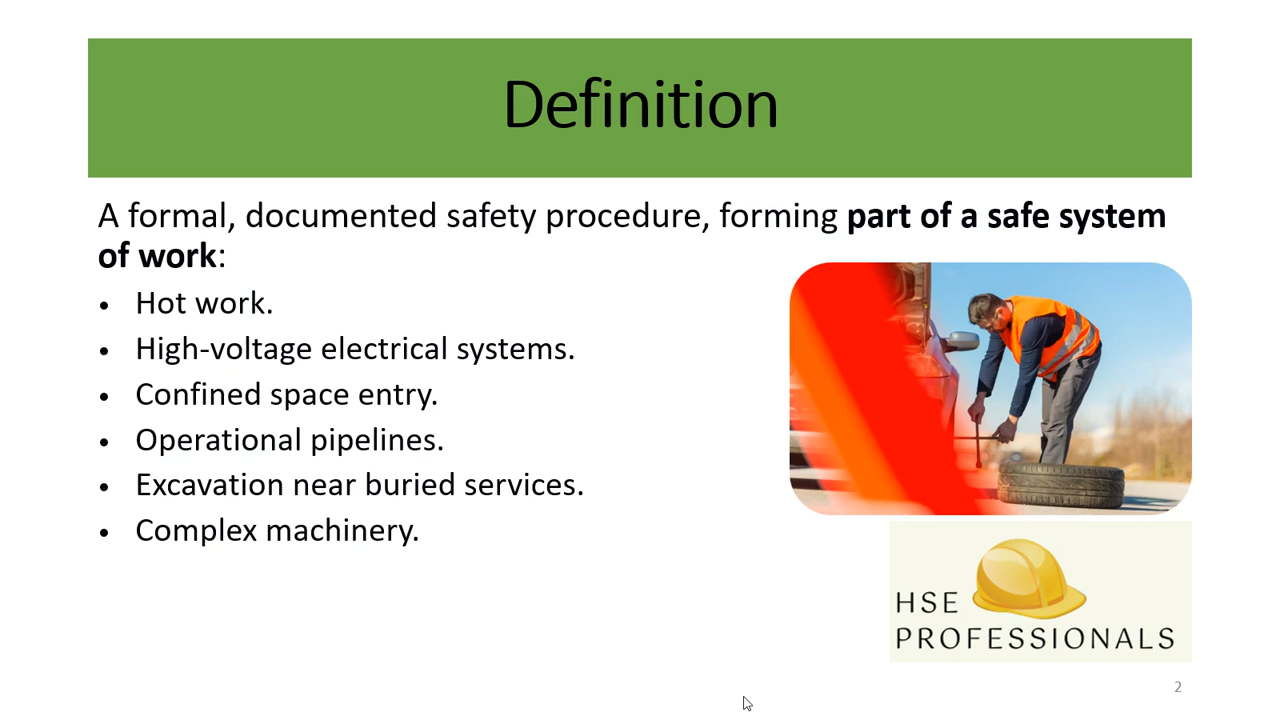 Definition
A formal, documented safety procedure, forming part of a safe system
of work:
• Hot work.
• High-voltage electrical systems.
• Confined space entry.
• Operational pipelines.
• Excavation near buried services.
• Complex machinery.
HSE
PROFESSIONALS
2